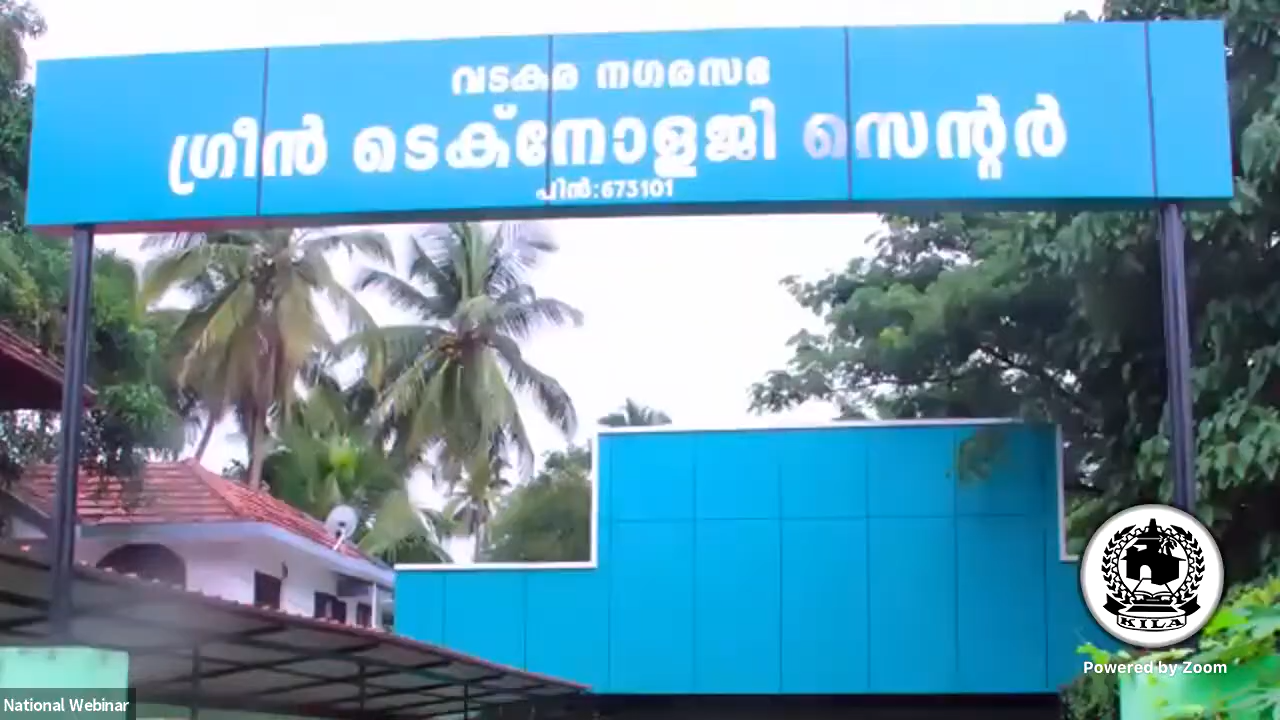 വടകര നഗരസഭ
ഗ്രീൻ ടെക്നോളജി സെന്റർ
പിൻ:673101
KILA
Powered by Zoom
National Webinar